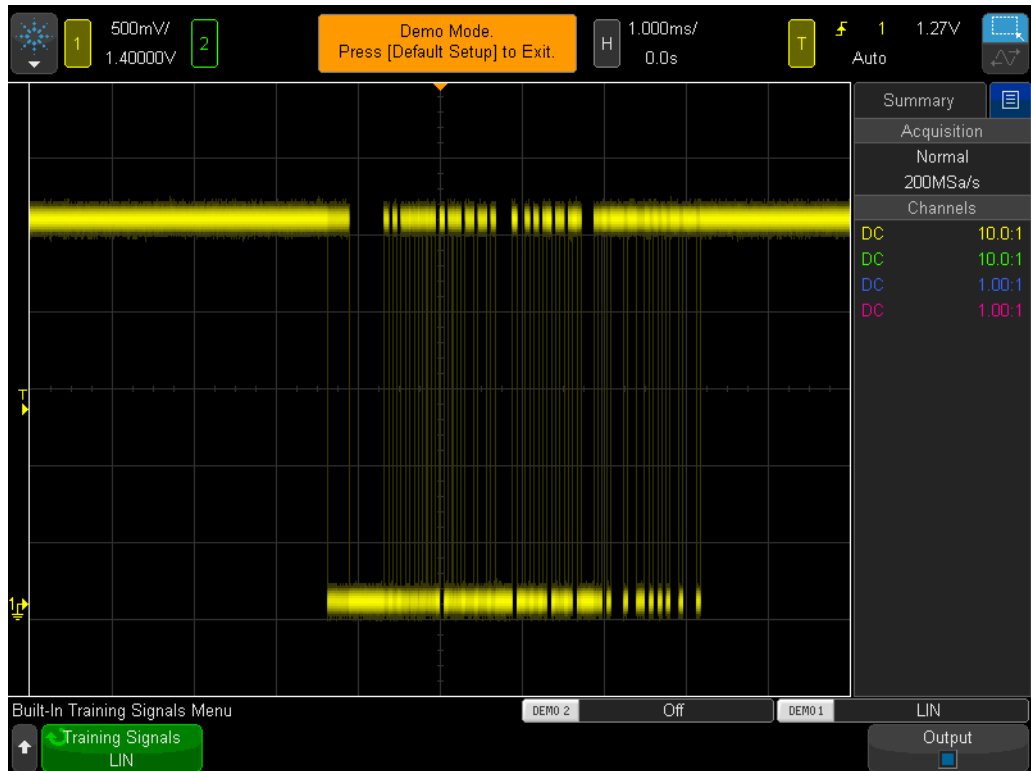 1
500mV/
1.40000V
2
Demo Mode.
Press [Default Setup] to Exit.
H
1.000ms/
0.0s
T
1
1.27V
Auto
Summary
Acquisition
Normal
200MSa/s
Channels
DC 10.0:1
DC 10.0:1
DC 1.00:1
DC 1.00:1
T
1
Built-In Training Signals Menu
DEMO 2
Off
DEMO 1
LIN
Training Signals
LIN
Output